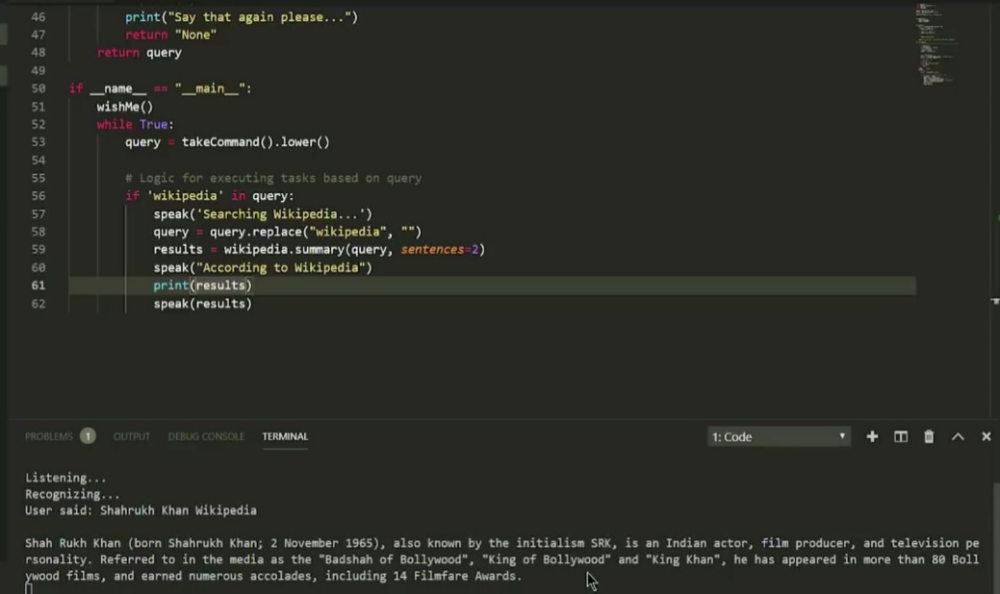 46 print("Say that again please...")
47 return "None"
48 return query
49
50 if __name__ == "__main__":
51 wishMe()
52 while True:
53 query = takeCommand().lower()
54
55 # Logic for executing tasks based on query
56 if 'wikipedia' in query:
57 speak('Searching Wikipedia...')
58 query = query.replace("wikipedia", "")
59 results = wikipedia.summary(query, sentences=2)
60 speak("According to Wikipedia")
61 print(results)
62 speak(results)
PROBLEMS 1 OUTPUT DEBUG CONSOLE TERMINAL 1: Code
Listening...
Recognizing...
User said: Shahrukh Khan Wikipedia
Shah Rukh Khan (born Shahrukh Khan; 2 November 1965), also known by the initialism SRK, is an Indian actor, film producer, and television pe
rsonality. Referred to in the media as the "Badshah of Bollywood", "King of Bollywood" and "King Khan", he has appeared in more than 80 Boll
ywood films, and earned numerous accolades, including 14 Filmfare Awards.